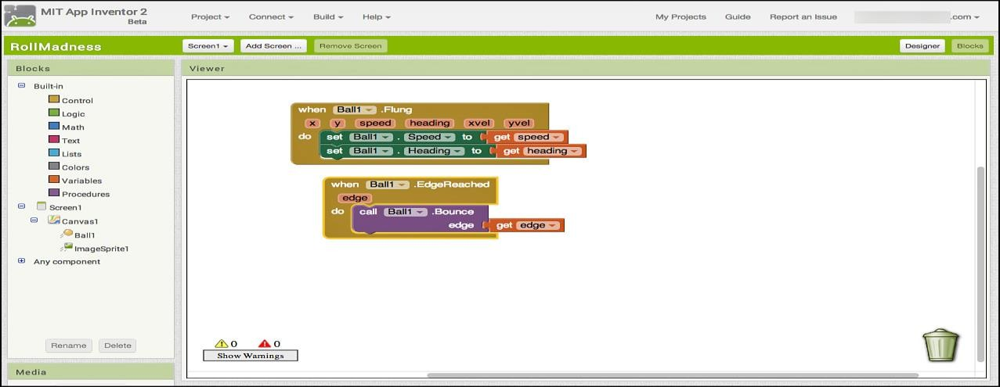 MIT App Inventor 2
Beta
Project Connect Build Help My Projects Guide Report an Issue .com
RollMadness Screen1 Add Screen ... Remove Screen Designer Blocks
Blocks
Viewer
Built-in
Control
Logic
Math
Text
Lists
Colors
Variables
Procedures
Screen1
Canvas1
Ball1
ImageSprite1
Any component
Rename Delete
Media
when Ball1 .Flung
x y speed heading xvel yvel
do set Ball1 . Speed to get speed
set Ball1 . Heading to get heading
when Ball1 .EdgeReached
edge
do call Ball1 .Bounce
edge get edge
0 0
Show Warnings